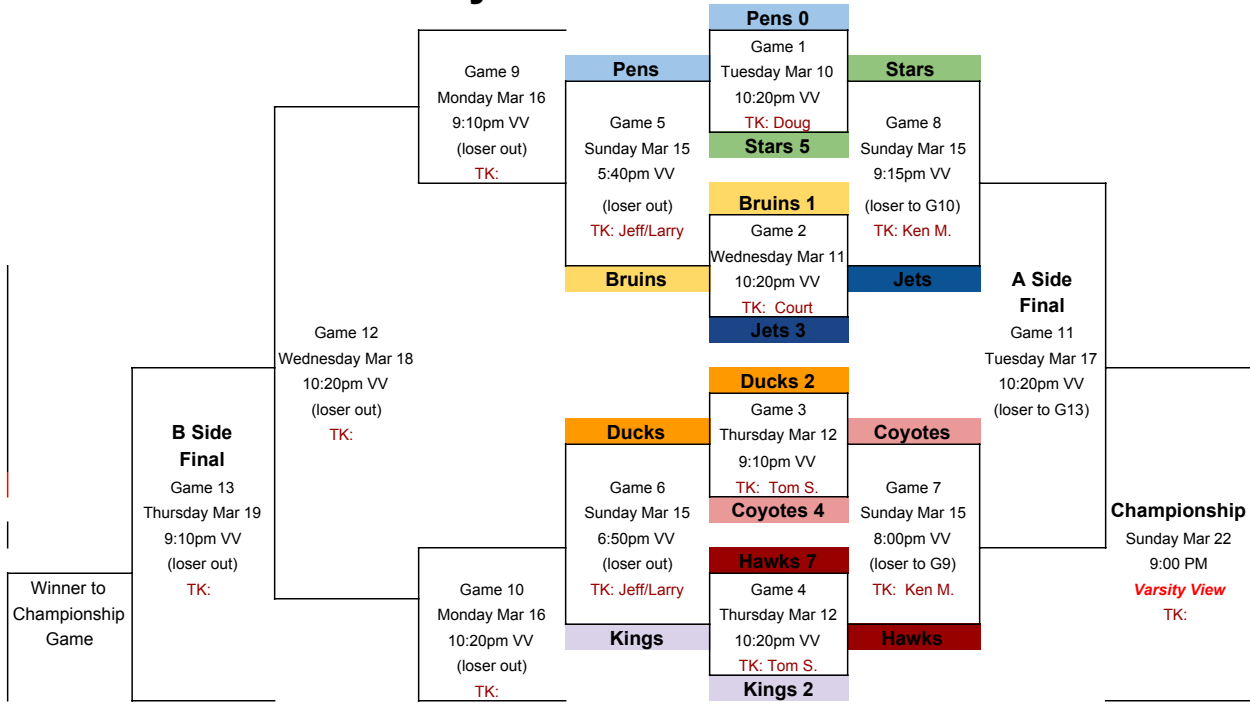 Pens 0
Game 1
Tuesday Mar 10
10:20pm VV
TK: Doug
Stars 5
Bruins 1
Game 2
Wednesday Mar 11
10:20pm VV
TK: Court
Jets 3
Ducks 2
Game 3
Thursday Mar 12
9:10pm VV
TK: Tom S.
Coyotes 4
Hawks 7
Game 4
Thursday Mar 12
10:20pm VV
TK: Tom S.
Kings 2
Pens
Game 5
Sunday Mar 15
5:40pm VV
(loser out)
TK: Jeff/Larry
Bruins
Ducks
Game 6
Sunday Mar 15
6:50pm VV
(loser out)
TK: Jeff/Larry
Kings
Stars
Game 8
Sunday Mar 15
9:15pm VV
(loser to G10)
TK: Ken M.
Jets
Coyotes
Game 7
Sunday Mar 15
8:00pm VV
(loser to G9)
TK: Ken M.
Hawks
Game 9
Monday Mar 16
9:10pm VV
(loser out)
TK:
Game 10
Monday Mar 16
10:20pm VV
(loser out)
TK:
A Side
Final
Game 11
Tuesday Mar 17
10:20pm VV
(loser to G13)
Game 12
Wednesday Mar 18
10:20pm VV
(loser out)
TK:
B Side
Final
Game 13
Thursday Mar 19
9:10pm VV
(loser out)
TK:
Winner to
Championship
Game
Championship
Sunday Mar 22
9:00 PM
Varsity View
TK: